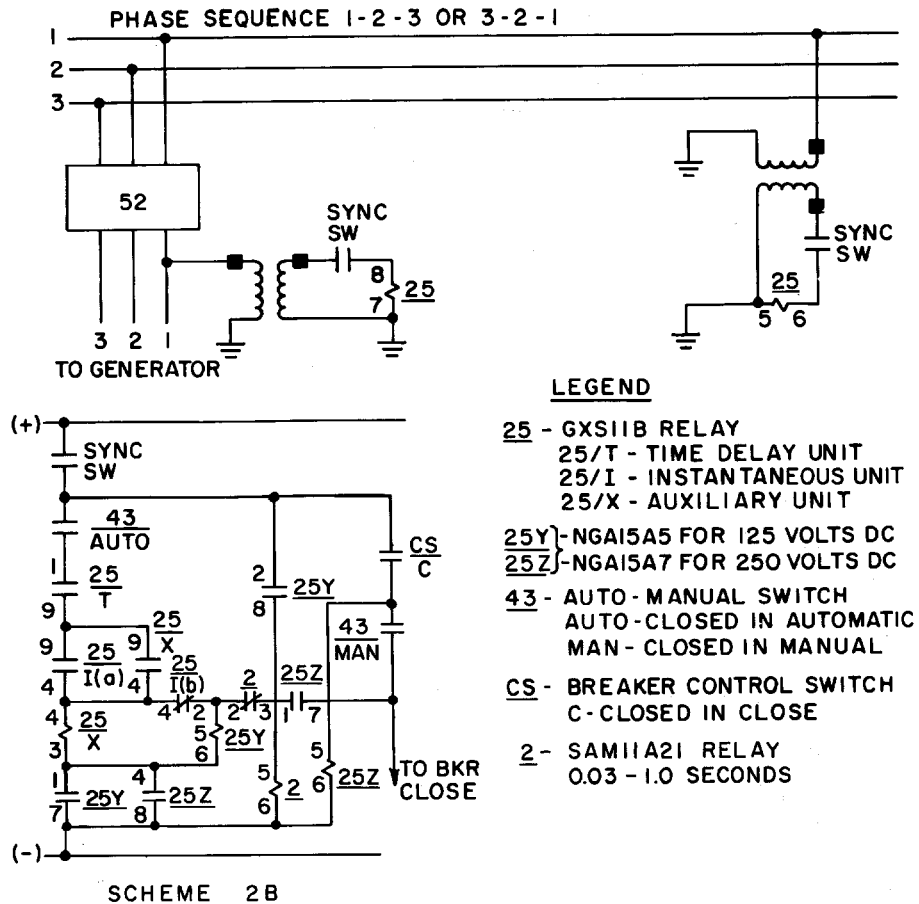 PHASE SEQUENCE 1-2-3 OR 3-2-1
1
2
3
52
SYNC
SW
8
25
7
3 2 1
TO GENERATOR
SYNC
SW
25
5 6
LEGEND
25 - GXS11B RELAY
25/T - TIME DELAY UNIT
25/I - INSTANTANEOUS UNIT
25/X - AUXILIARY UNIT
25Y}-NGA15A5 FOR 125 VOLTS DC
25Z}-NGA15A7 FOR 250 VOLTS DC
43 - AUTO-MANUAL SWITCH
AUTO-CLOSED IN AUTOMATIC
MAN-CLOSED IN MANUAL
CS - BREAKER CONTROL SWITCH
C-CLOSED IN CLOSE
2 - SAM11A21 RELAY
0.03-1.0 SECONDS
(+)
SYNC
SW
43
AUTO
1
25
T
9
9
25
I(a)
4
9
25
X
4
25
I(b)
4 2
2
25Y
8
CS
C
43
MAN
2
2 3
25Z
1 7
4
25
X
3
5
25Y
6
1
25Y
7
4
25Z
8
5
2
6
5
25Z
6
TO BKR
CLOSE
(-)
SCHEME 2B